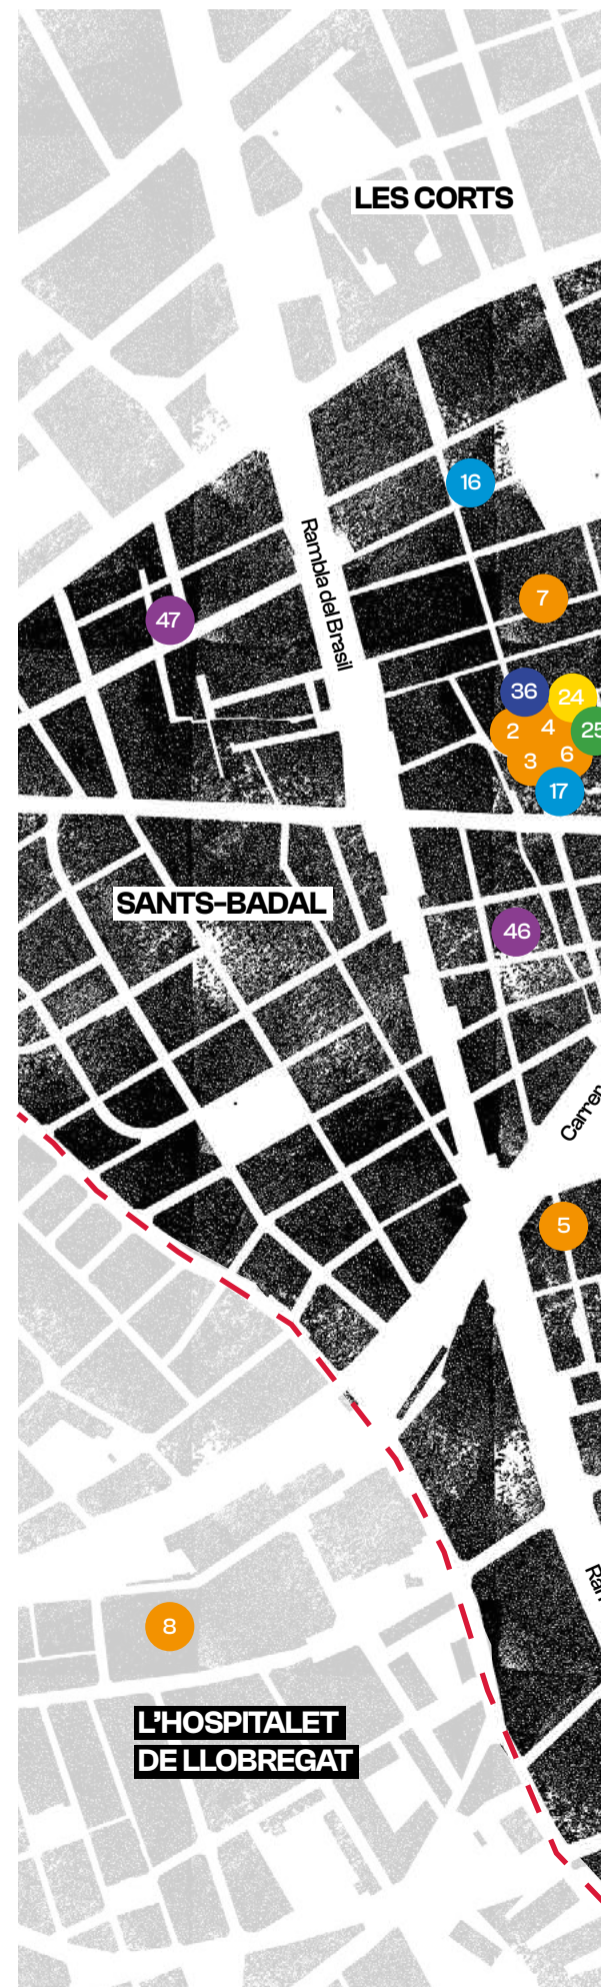 LES CORTS
16
Rambla del Brasil
7
47
36
24
2
4
25
3
6
17
SANTS-BADAL
46
5
8
L’HOSPITALET
DE LLOBREGAT